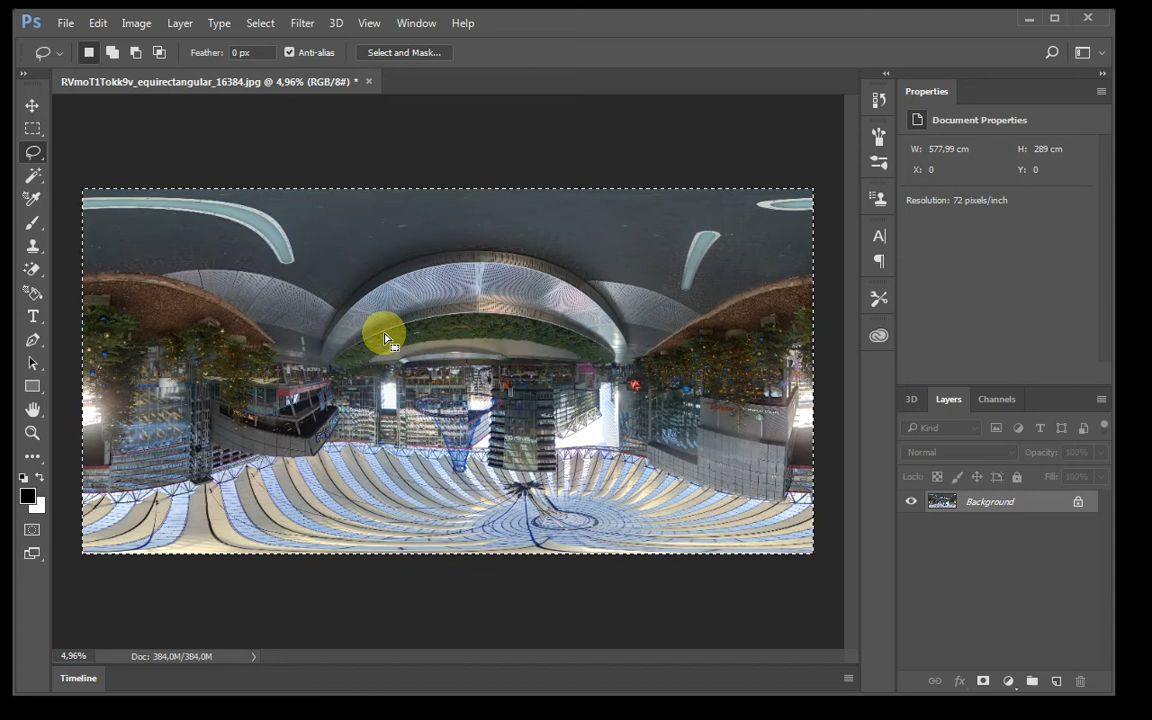 Ps File Edit Image Layer Type Select Filter 3D View Window Help
Feather: 0 px Anti-alias Select and Mask...
RVmoT1Tokk9v_equirectangular_16384.jpg @ 4,96% (RGB/8#) * ×
Properties
Document Properties
W: 577,99 cm H: 289 cm
X: 0 Y: 0
Resolution: 72 pixels/inch
3D Layers Channels
Kind
Normal Opacity: 100%
Lock: Fill: 100%
Background
4,96% Doc: 384,0M/384,0M
Timeline